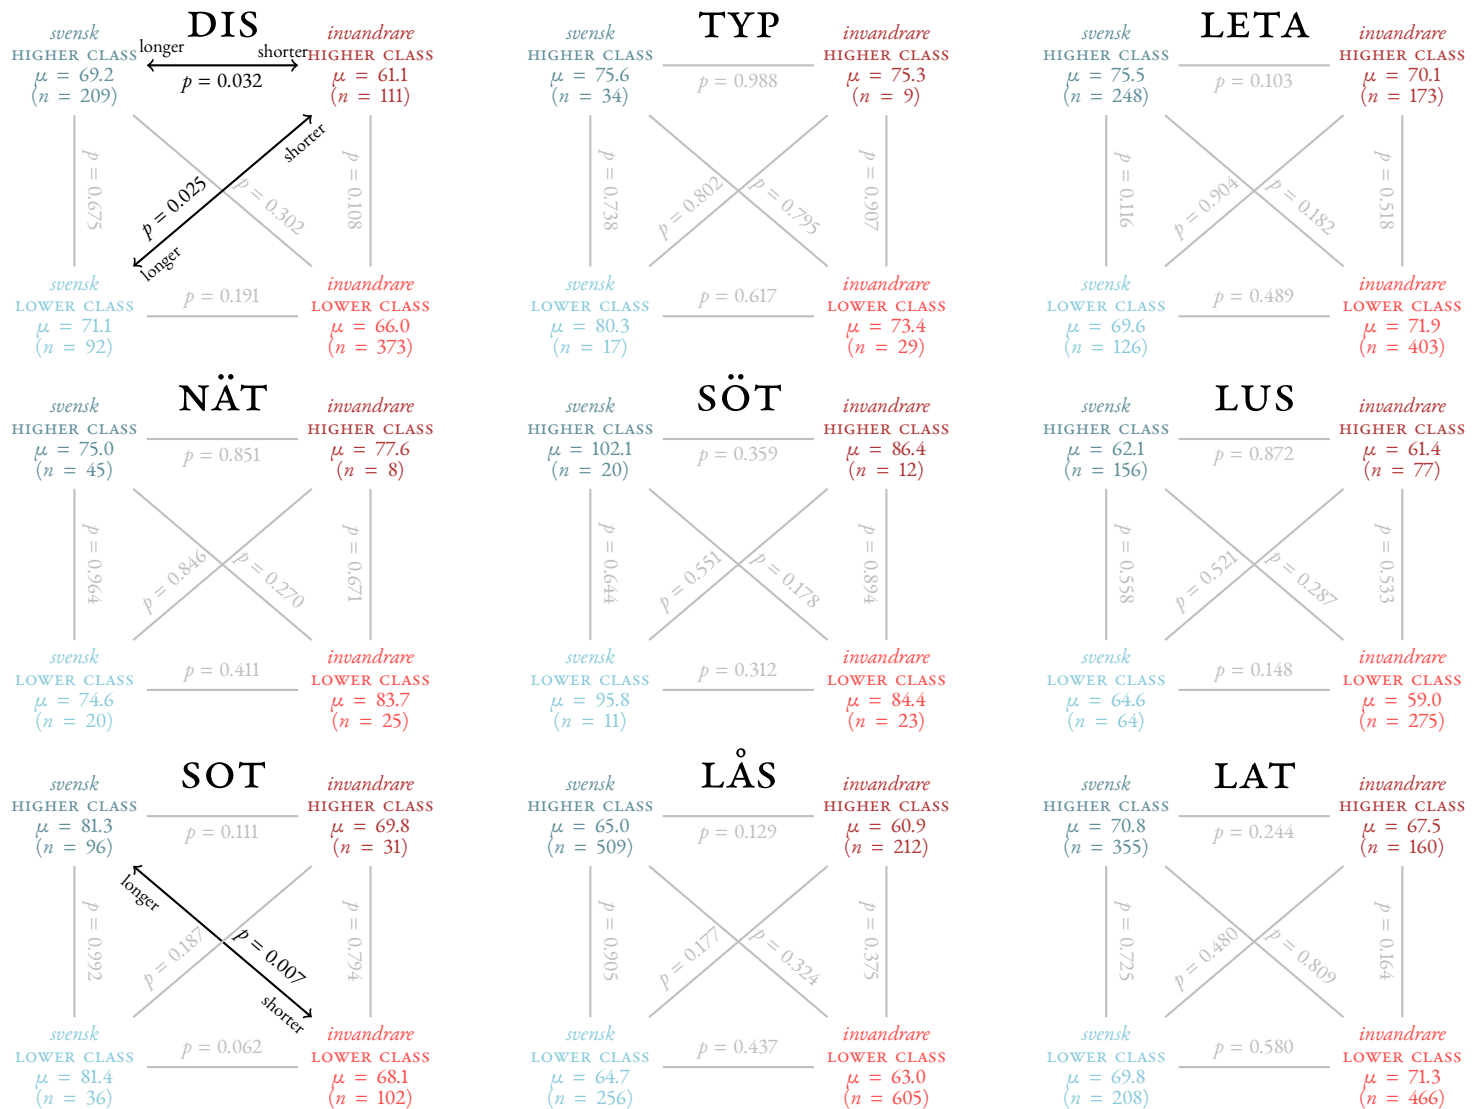 DIS
svensk
HIGHER CLASS
μ = 69.2
(n = 209)
longer
shorter
p = 0.032
invandrare
HIGHER CLASS
μ = 61.1
(n = 111)
p = 0.675
p = 0.025
longer
shorter
p = 0.302
p = 0.108
svensk
LOWER CLASS
μ = 71.1
(n = 92)
p = 0.191
invandrare
LOWER CLASS
μ = 66.0
(n = 373)
TYP
svensk
HIGHER CLASS
μ = 75.6
(n = 34)
p = 0.988
invandrare
HIGHER CLASS
μ = 75.3
(n = 9)
p = 0.738
p = 0.802
p = 0.795
p = 0.907
svensk
LOWER CLASS
μ = 80.3
(n = 17)
p = 0.617
invandrare
LOWER CLASS
μ = 73.4
(n = 29)
LETA
svensk
HIGHER CLASS
μ = 75.5
(n = 248)
p = 0.103
invandrare
HIGHER CLASS
μ = 70.1
(n = 173)
p = 0.116
p = 0.904
p = 0.182
p = 0.518
svensk
LOWER CLASS
μ = 69.6
(n = 126)
p = 0.489
invandrare
LOWER CLASS
μ = 71.9
(n = 403)
NÄT
svensk
HIGHER CLASS
μ = 75.0
(n = 45)
p = 0.851
invandrare
HIGHER CLASS
μ = 77.6
(n = 8)
p = 0.964
p = 0.846
p = 0.270
p = 0.671
svensk
LOWER CLASS
μ = 74.6
(n = 20)
p = 0.411
invandrare
LOWER CLASS
μ = 83.7
(n = 25)
SÖT
svensk
HIGHER CLASS
μ = 102.1
(n = 20)
p = 0.359
invandrare
HIGHER CLASS
μ = 86.4
(n = 12)
p = 0.644
p = 0.551
p = 0.178
p = 0.894
svensk
LOWER CLASS
μ = 95.8
(n = 11)
p = 0.312
invandrare
LOWER CLASS
μ = 84.4
(n = 23)
LUS
svensk
HIGHER CLASS
μ = 62.1
(n = 156)
p = 0.872
invandrare
HIGHER CLASS
μ = 61.4
(n = 77)
p = 0.558
p = 0.521
p = 0.287
p = 0.533
svensk
LOWER CLASS
μ = 64.6
(n = 64)
p = 0.148
invandrare
LOWER CLASS
μ = 59.0
(n = 275)
SOT
svensk
HIGHER CLASS
μ = 81.3
(n = 96)
p = 0.111
invandrare
HIGHER CLASS
μ = 69.8
(n = 31)
p = 0.992
longer
p = 0.187
p = 0.007
shorter
p = 0.794
svensk
LOWER CLASS
μ = 81.4
(n = 36)
p = 0.062
invandrare
LOWER CLASS
μ = 68.1
(n = 102)
LÅS
svensk
HIGHER CLASS
μ = 65.0
(n = 509)
p = 0.129
invandrare
HIGHER CLASS
μ = 60.9
(n = 212)
p = 0.905
p = 0.177
p = 0.324
p = 0.375
svensk
LOWER CLASS
μ = 64.7
(n = 256)
p = 0.437
invandrare
LOWER CLASS
μ = 63.0
(n = 605)
LAT
svensk
HIGHER CLASS
μ = 70.8
(n = 355)
p = 0.244
invandrare
HIGHER CLASS
μ = 67.5
(n = 160)
p = 0.725
p = 0.480
p = 0.809
p = 0.164
svensk
LOWER CLASS
μ = 69.8
(n = 208)
p = 0.580
invandrare
LOWER CLASS
μ = 71.3
(n = 466)